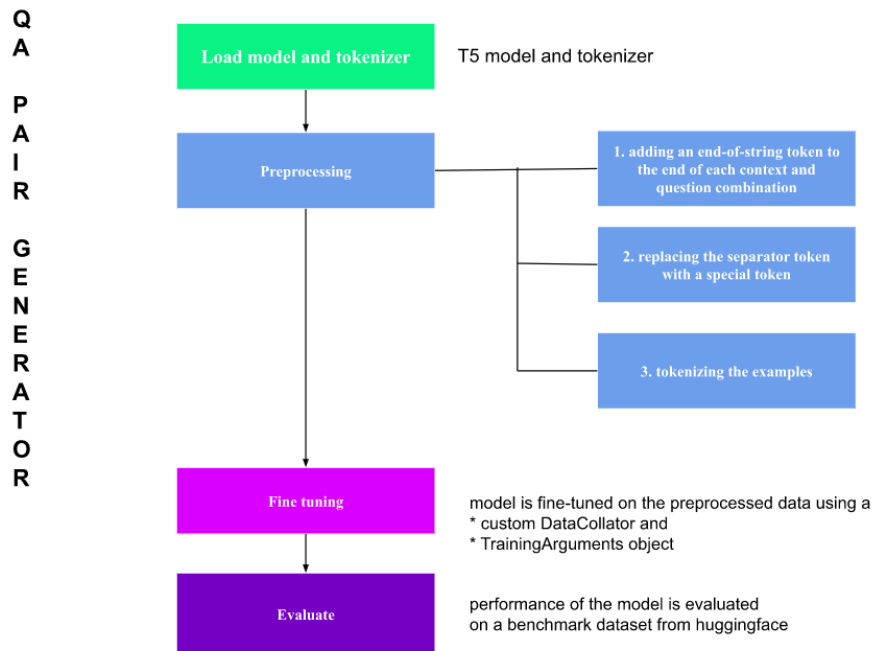 QA PAIR GENERATOR
Load model and tokenizer
T5 model and tokenizer
Preprocessing
1. adding an end-of-string token to
the end of each context and
question combination
2. replacing the separator token
with a special token
3. tokenizing the examples
Fine tuning
model is fine-tuned on the preprocessed data using a
* custom DataCollator and
* TrainingArguments object
Evaluate
performance of the model is evaluated
on a benchmark dataset from huggingface